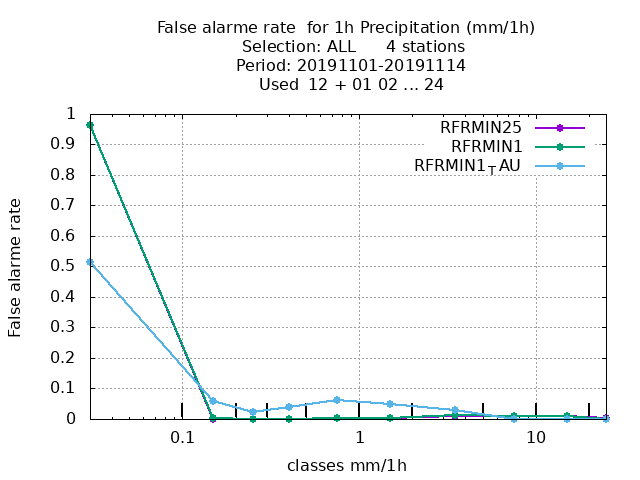 False alarme rate  for 1h Precipitation (mm/1h)
Selection: ALL      4 stations
Period: 20191101-20191114
Used  12 + 01 02 ... 24
RFRMIN25
RFRMIN1
RFRMIN1TAU
1
0.9
0.8
0.7
0.6
0.5
0.4
0.3
0.2
0.1
0
False alarme rate
0.1 1 10
classes mm/1h